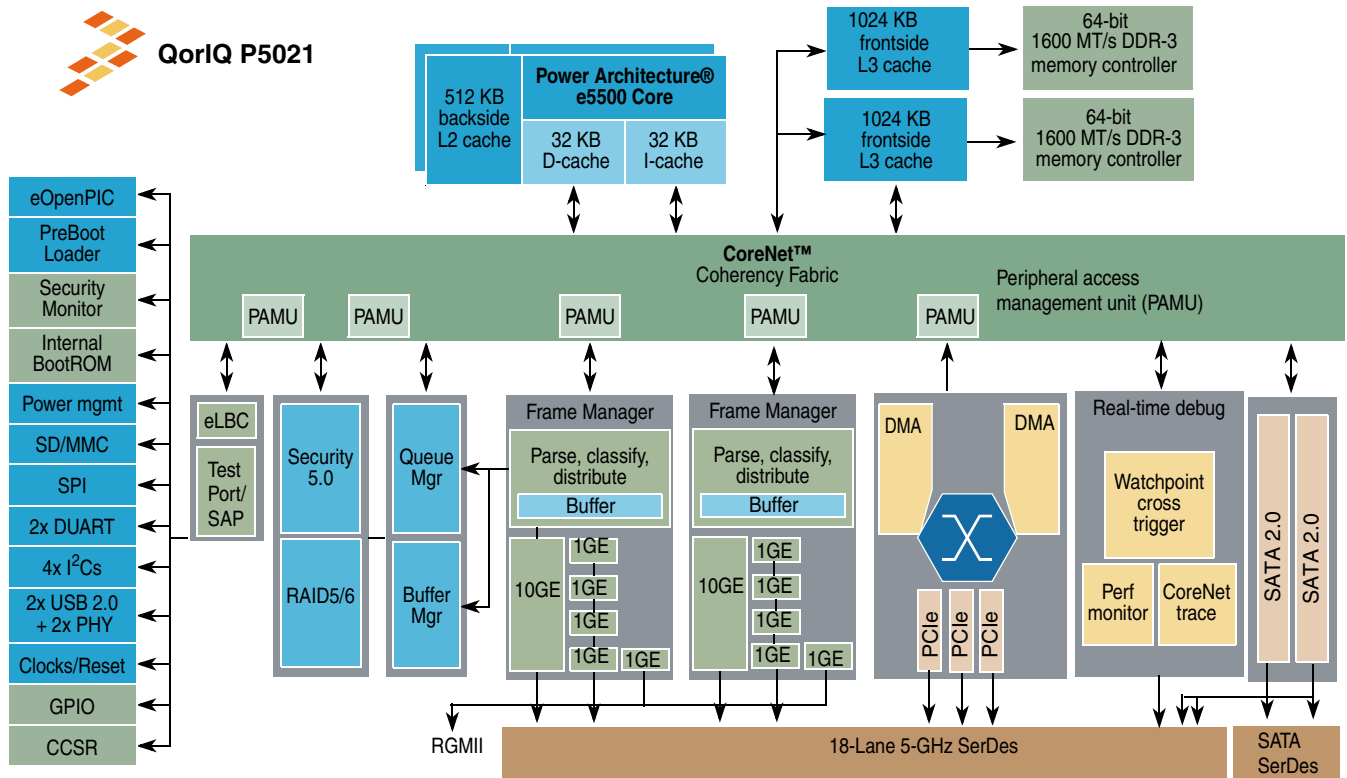 QorIQ P5021
512 KB
backside
L2 cache
Power Architecture®
e5500 Core
32 KB
D-cache
32 KB
I-cache
1024 KB
frontside
L3 cache
64-bit
1600 MT/s DDR-3
memory controller
1024 KB
frontside
L3 cache
64-bit
1600 MT/s DDR-3
memory controller
eOpenPIC
PreBoot
Loader
Security
Monitor
Internal
BootROM
Power mgmt
SD/MMC
SPI
2x DUART
4x I²Cs
2x USB 2.0
+ 2x PHY
Clocks/Reset
GPIO
CCSR
CoreNet™
Coherency Fabric
Peripheral access
management unit (PAMU)
PAMU
PAMU
PAMU
PAMU
PAMU
eLBC
Test
Port/
SAP
Security
5.0
RAID5/6
Queue
Mgr
Buffer
Mgr
Frame Manager
Parse, classify,
distribute
Buffer
10GE
1GE
1GE
1GE
1GE
1GE
Frame Manager
Parse, classify,
distribute
Buffer
10GE
1GE
1GE
1GE
1GE
1GE
DMA
DMA
PCIe
PCIe
PCIe
Real-time debug
Watchpoint
cross
trigger
Perf
monitor
CoreNet
trace
SATA 2.0
SATA 2.0
RGMII
18-Lane 5-GHz SerDes
SATA
SerDes